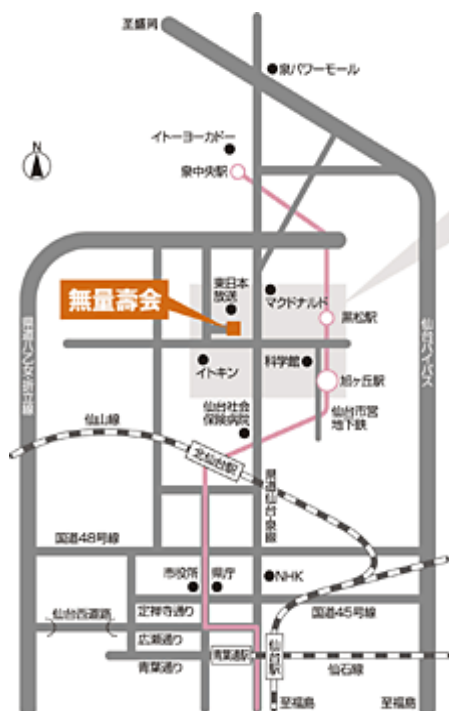 至盛岡
泉パワーモール
イトーヨーカドー
N
泉中央駅
東日本
放送
マクドナルド
無量壽会
黒松駅
県道八乙女・折立線
仙台バイパス
イトキン
科学館
旭ヶ丘駅
仙台社会
保険病院
仙台市営
地下鉄
仙山線
北仙台駅
県道仙台・泉線
国道48号線
市役所
県庁
NHK
仙台西道路
定禅寺通り
国道45号線
広瀬通り
仙台駅
青葉通り
青葉通駅
仙石線
至福島
至福島